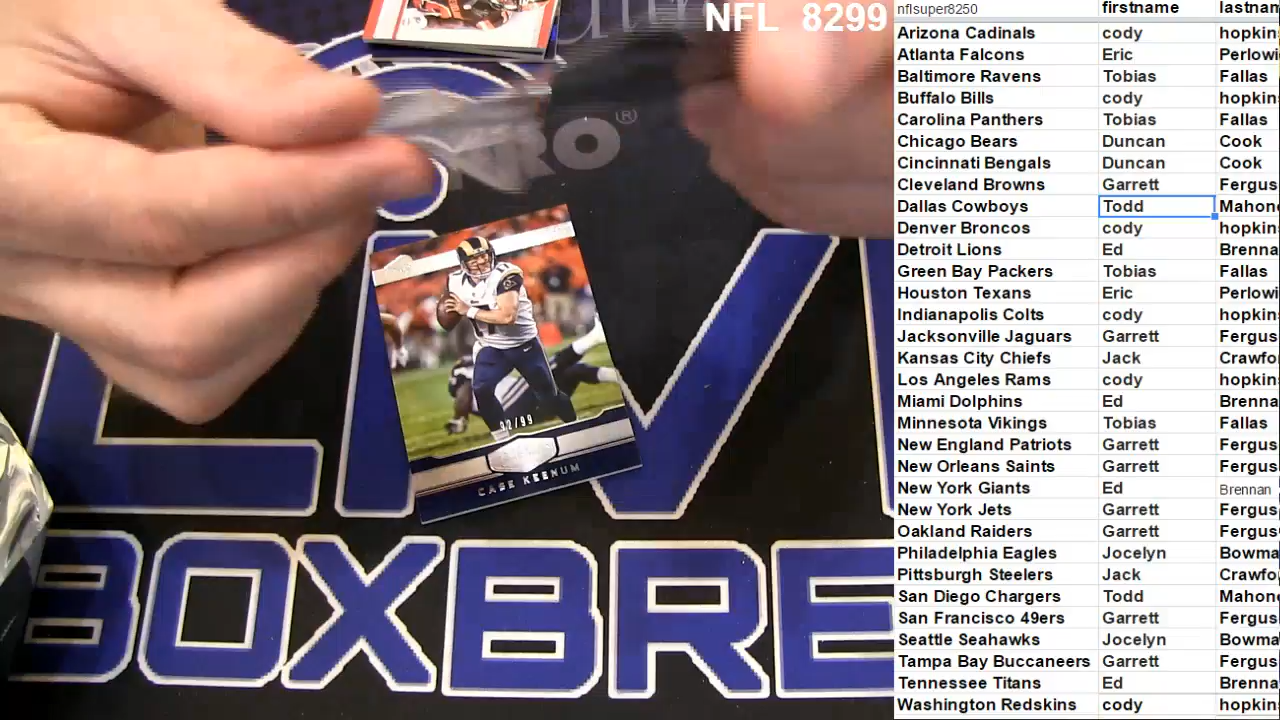 NFL 8299
RO®
92/99
CASE KEENUM
LIV
BOXBRE
nflsuper8250 firstname lastnam
Arizona Cadinals cody hopkin
Atlanta Falcons Eric Perlowi
Baltimore Ravens Tobias Fallas
Buffalo Bills cody hopkin
Carolina Panthers Tobias Fallas
Chicago Bears Duncan Cook
Cincinnati Bengals Duncan Cook
Cleveland Browns Garrett Fergus
Dallas Cowboys Todd Mahone
Denver Broncos cody hopkin
Detroit Lions Ed Brenna
Green Bay Packers Tobias Fallas
Houston Texans Eric Perlowi
Indianapolis Colts cody hopkin
Jacksonville Jaguars Garrett Fergus
Kansas City Chiefs Jack Crawfo
Los Angeles Rams cody hopkin
Miami Dolphins Ed Brenna
Minnesota Vikings Tobias Fallas
New England Patriots Garrett Fergus
New Orleans Saints Garrett Fergus
New York Giants Ed Brennan
New York Jets Garrett Fergus
Oakland Raiders Garrett Fergus
Philadelphia Eagles Jocelyn Bowma
Pittsburgh Steelers Jack Crawfo
San Diego Chargers Todd Mahone
San Francisco 49ers Garrett Fergus
Seattle Seahawks Jocelyn Bowma
Tampa Bay Buccaneers Garrett Fergus
Tennessee Titans Ed Brenna
Washington Redskins cody hopkin